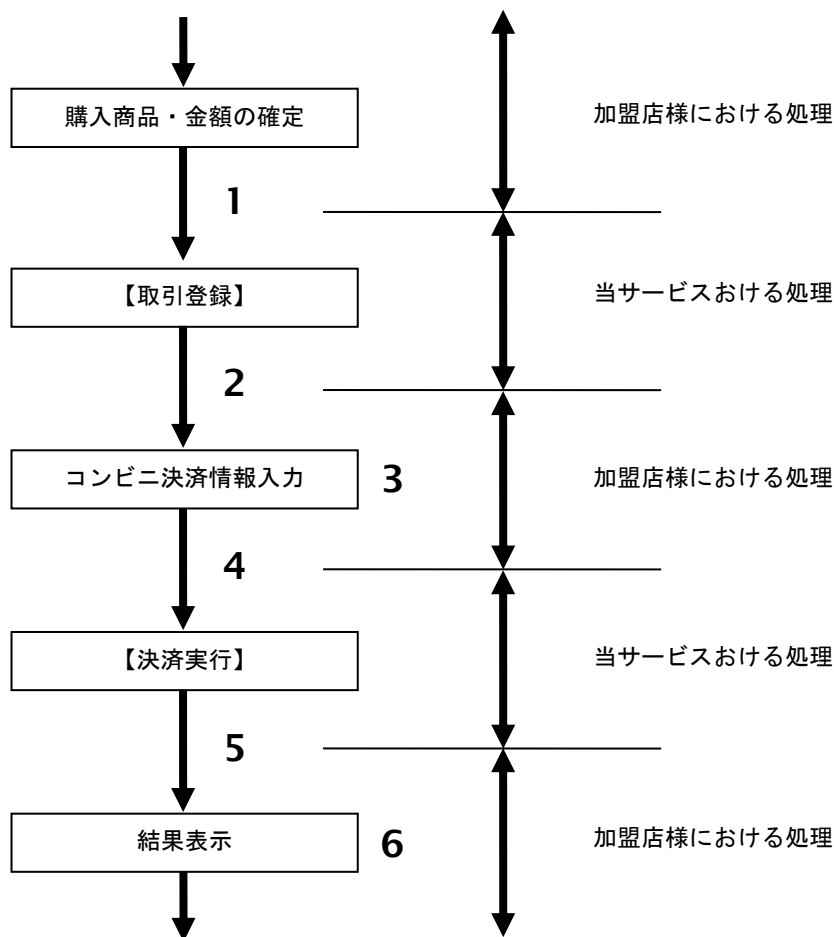 購入商品・金額の確定
加盟店様における処理
1
【取引登録】
当サービスおける処理
2
コンビニ決済情報入力
3
加盟店様における処理
4
【決済実行】
当サービスおける処理
5
結果表示
6
加盟店様における処理